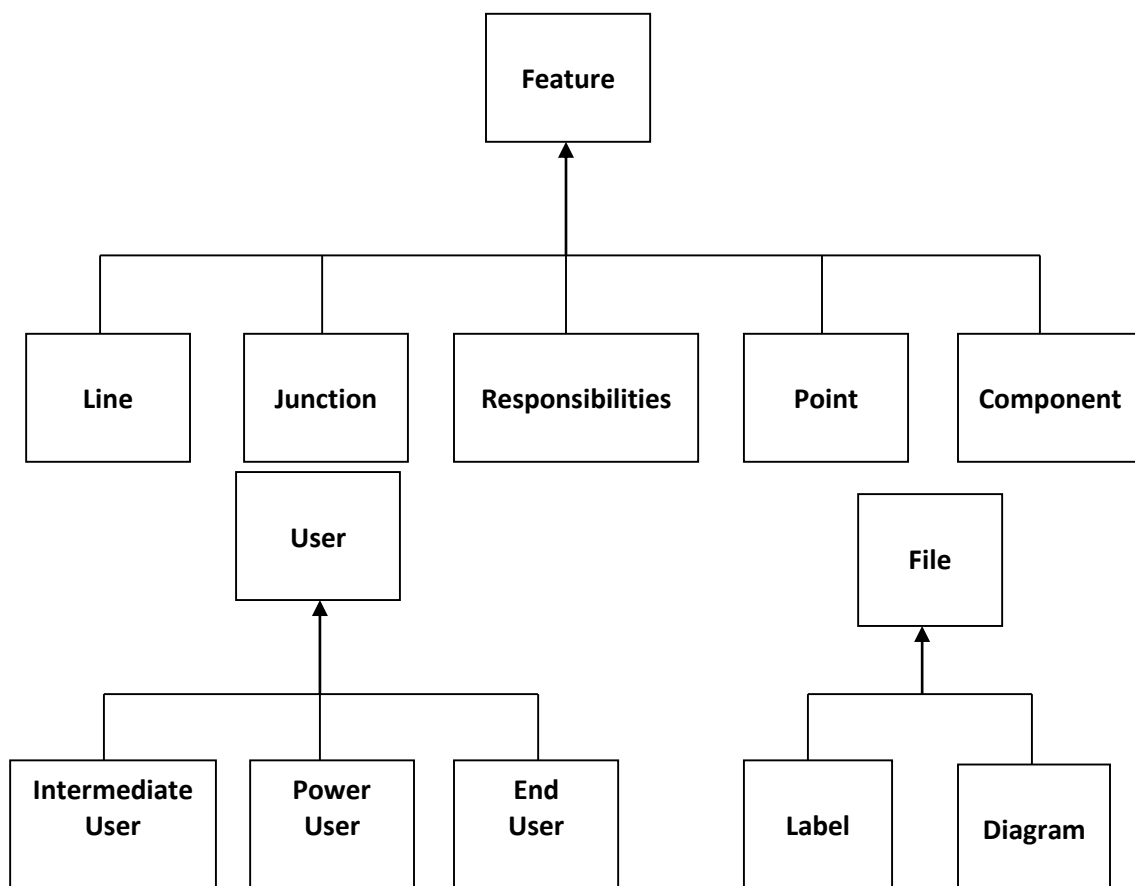 Feature
Line
Junction
Responsibilities
Point
Component
User
File
Intermediate
User
Power
User
End
User
Label
Diagram